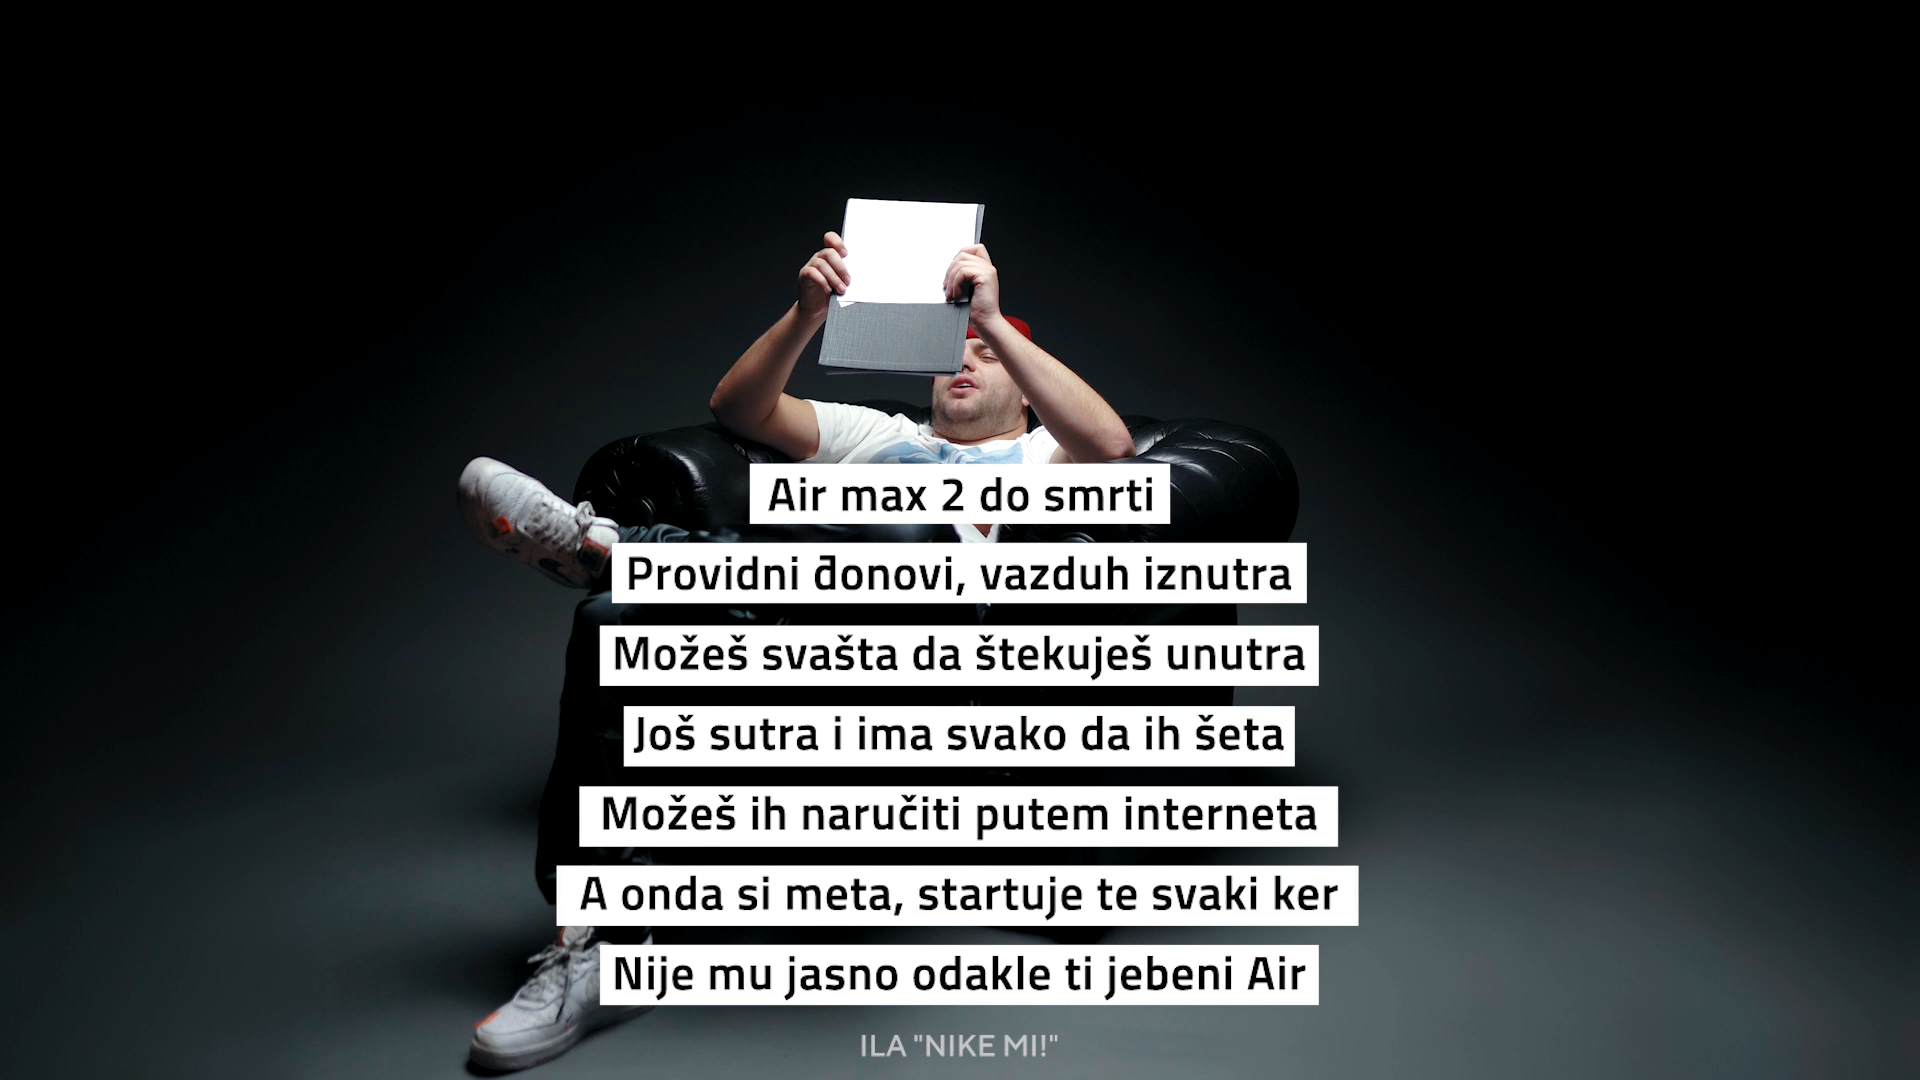 Air max 2 do smrti
Providni đonovi, vazduh iznutra
Možeš svašta da štekuješ unutra
Još sutra i ima svako da ih šeta
Možeš ih naručiti putem interneta
A onda si meta, startuje te svaki ker
Nije mu jasno odakle ti jebeni Air
ILA "NIKE MI!"